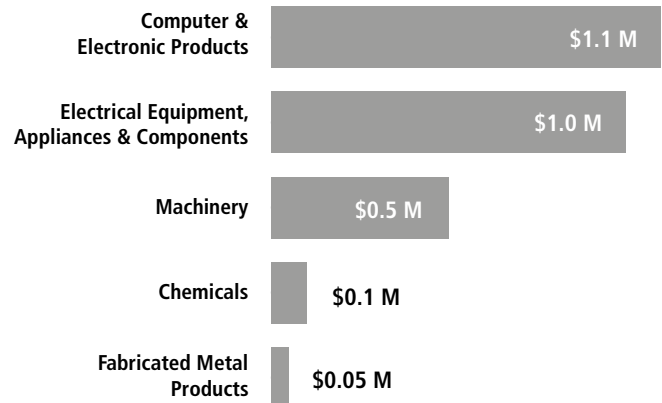 Computer &
Electronic Products
$1.1 M
Electrical Equipment,
Appliances & Components
$1.0 M
Machinery
$0.5 M
Chemicals
$0.1 M
Fabricated Metal
Products
$0.05 M